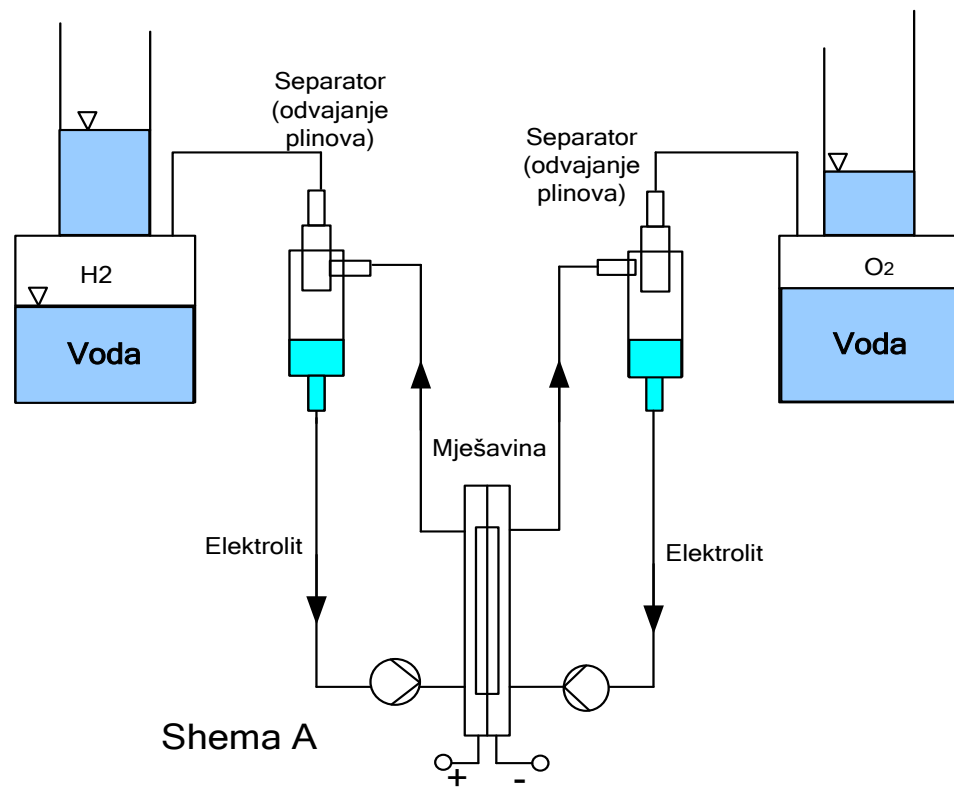 Separator
(odvajanje
plinova)
Separator
(odvajanje
plinova)
H2
O2
Voda
Voda
Mješavina
Elektrolit
Elektrolit
Shema A
+ -